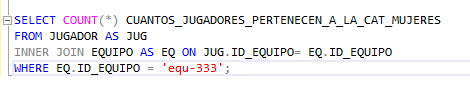 SELECT COUNT(*) CUANTOS_JUGADORES_PERTENECEN_A_LA_CAT_MUJERES
FROM JUGADOR AS JUG
INNER JOIN EQUIPO AS EQ ON JUG.ID_EQUIPO= EQ.ID_EQUIPO
WHERE EQ.ID_EQUIPO = 'equ-333';